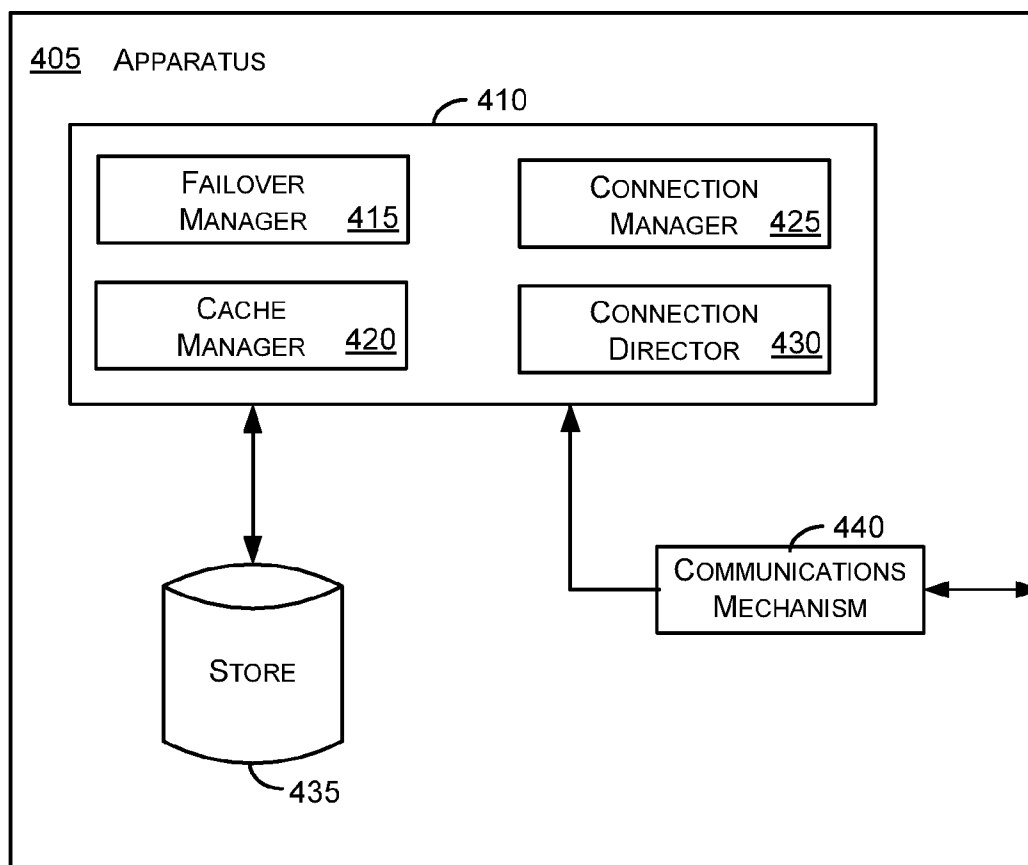 405 APPARATUS
410
FAILOVER
MANAGER 415
CONNECTION
MANAGER 425
CACHE
MANAGER 420
CONNECTION
DIRECTOR 430
440
COMMUNICATIONS
MECHANISM
STORE
435